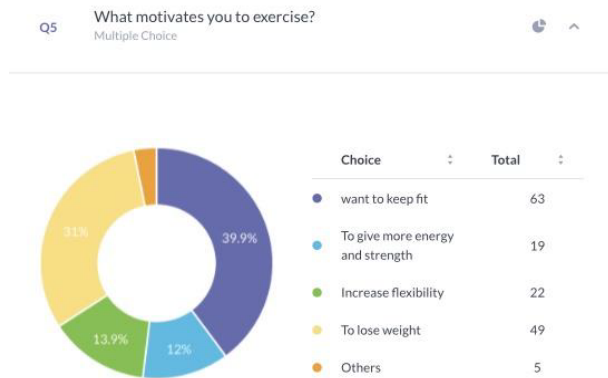 Q5
What motivates you to exercise?
Multiple Choice
39.9%
31%
13.9%
12%
Choice Total
want to keep fit 63
To give more energy
and strength 19
Increase flexibility 22
To lose weight 49
Others 5